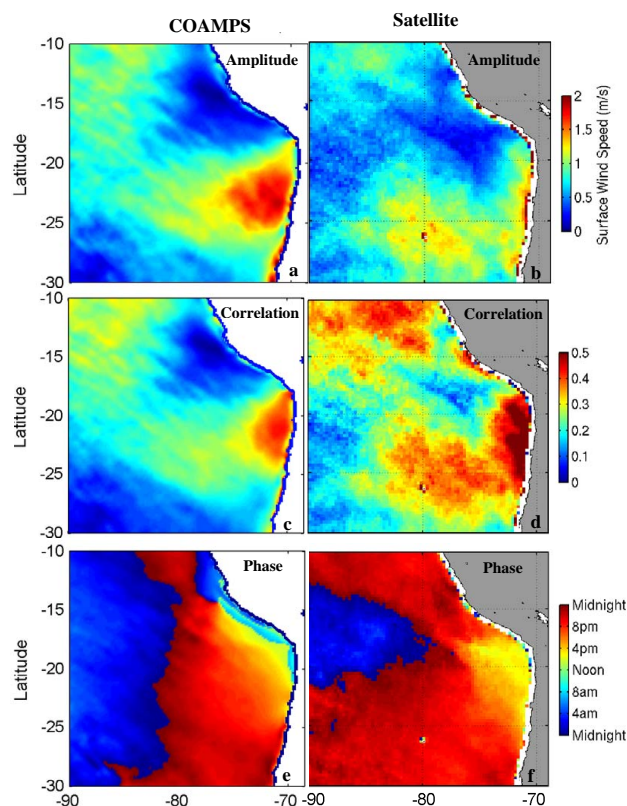 COAMPS Satellite
-10 Amplitude Amplitude
-15
-20
-25
-30 a b
2
1.5
1
0.5
0
Surface Wind Speed (m/s)
Latitude
-10 Correlation
-15
-20
-25
-30 c d
0.5
0.4
0.3
0.2
0.1
0
Latitude
-10 Phase Phase
-15
-20
-25
-30 e f
Midnight
8pm
4pm
Noon
8am
4am
Midnight
Latitude
-90 -80 -70 -90 -80 -70